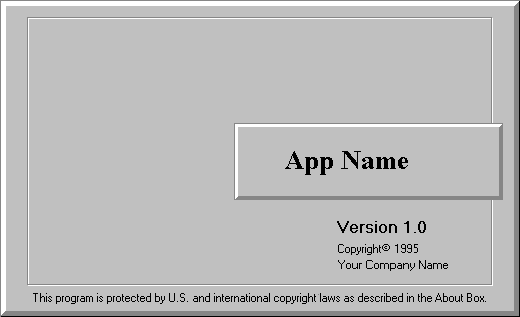 App Name
Version 1.0
Copyright© 1995
Your Company Name
This program is protected by U.S. and international copyright laws as described in the About Box.